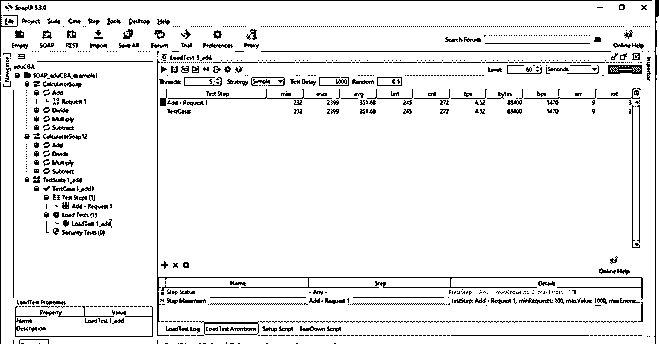 SoapUI 5.3.0
File Project Suite Case Step Tools Desktop Help
Empty SOAP REST Import Save All Forum Trial Preferences Proxy
Search Forum
Online Help
Navigator
Inspector
eduCBA
SOAP_eduCBA_example1
CalculatorSoap
Add
Request 1
Divide
Multiply
Subtract
CalculatorSoap12
Add
Divide
Multiply
Subtract
TestSuite 1_add
TestCase 1_add
Test Steps (1)
Add - Request 1
Load Tests (1)
LoadTest 1_add
Security Tests (0)
LoadTest 1_add
Limit: 60 Seconds
Threads: 5 Strategy Simple Test Delay 1000 Random 0.5
Test Step min max avg last cnt tps bytes bps err rat
Add - Request 1 232 2399 351.68 245 272 4.52 88400 1470 9 3
TestCase 232 2399 351.68 245 272 4.52 88400 1470 9 3
Online Help
Name Step Details
Step Status - Any -
Step Maximum Add - Request 1 testStep: Add - Request 1, minRequests: 100, maxValue: 1000, maxErrors:
LoadTest Properties
Property Value
Name LoadTest 1_add
Description
LoadTest Log LoadTest Assertions Setup Script TearDown Script